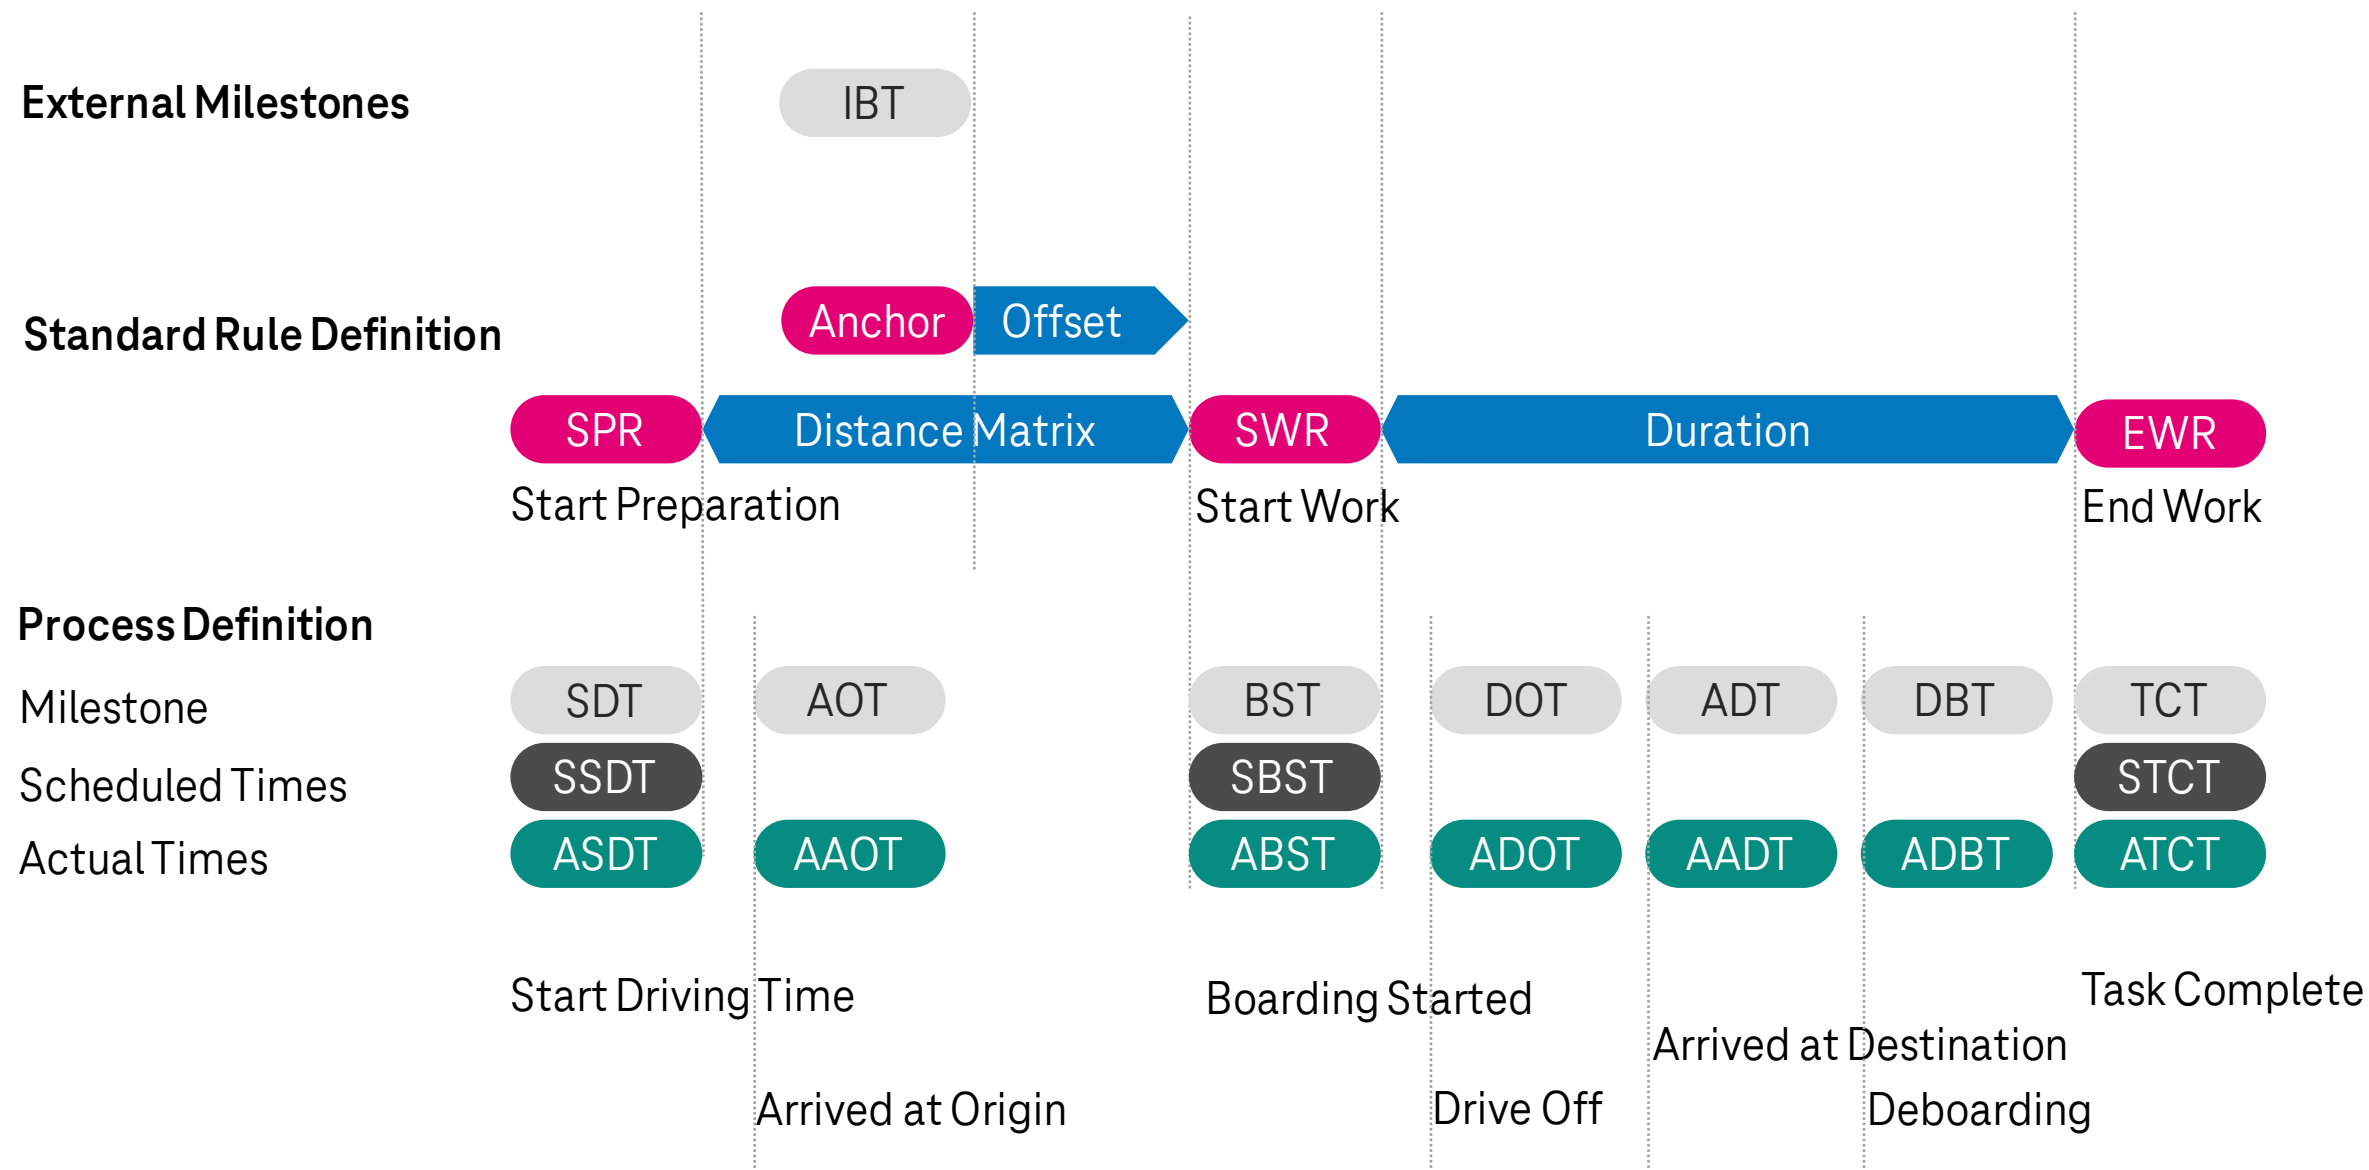 External Milestones
IBT
Standard Rule Definition
Anchor Offset
SPR Distance Matrix SWR Duration EWR
Start Preparation Start Work End Work
Process Definition
Milestone SDT AOT BST DOT ADT DBT TCT
Scheduled Times SSDT SBST STCT
Actual Times ASDT AAOT ABST ADOT AADT ADBT ATCT
Start Driving Time Boarding Started Task Complete
Arrived at Destination
Arrived at Origin Drive Off Deboarding